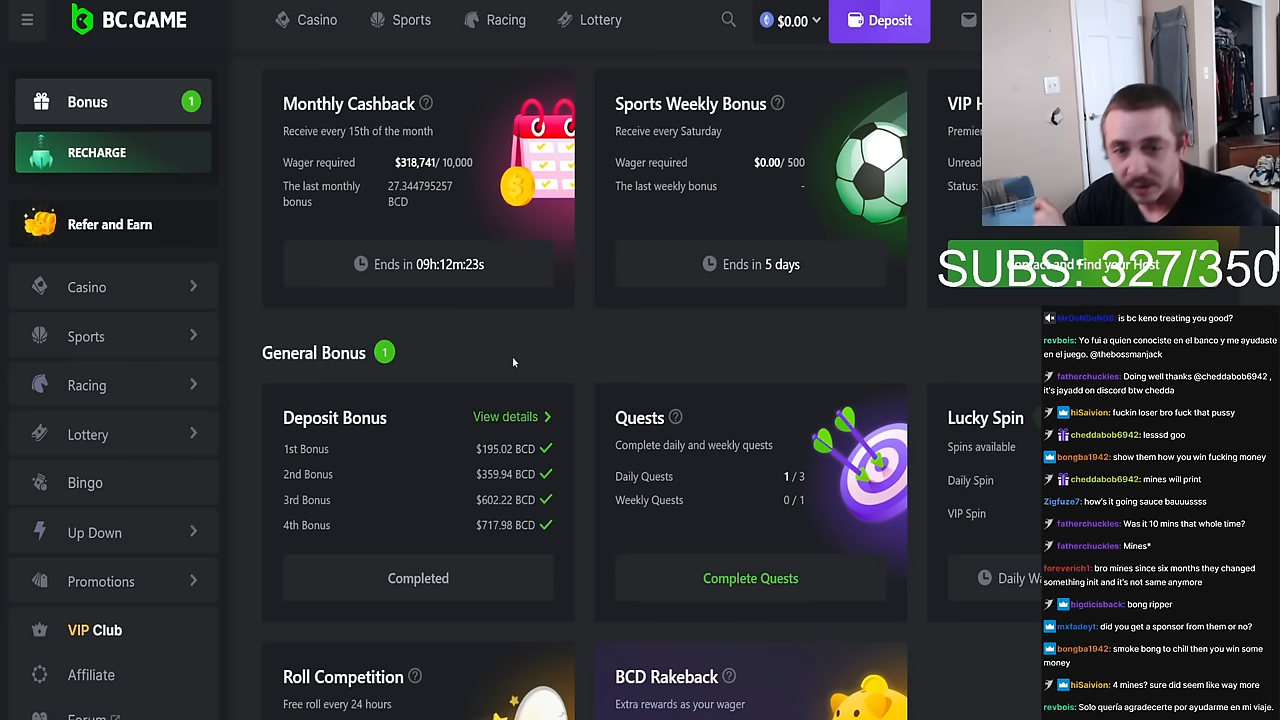 BC.GAME
Casino
Sports
Racing
Lottery
$0.00
Deposit
Bonus
1
RECHARGE
Refer and Earn
Casino
Sports
Racing
Lottery
Bingo
Up Down
Promotions
VIP Club
Affiliate
Forum
Monthly Cashback
Receive every 15th of the month
Wager required $318,741/ 10,000
The last monthly bonus 27.344795257 BCD
Ends in 09h:12m:23s
Sports Weekly Bonus
Receive every Saturday
Wager required $0.00/ 500
The last weekly bonus -
Ends in 5 days
VIP H
Premier
Unread
Status:
Contact and Find your Host
SUBS: 327/350
General Bonus 1
Deposit Bonus View details
1st Bonus $195.02 BCD
2nd Bonus $359.94 BCD
3rd Bonus $602.22 BCD
4th Bonus $717.98 BCD
Completed
Quests
Complete daily and weekly quests
Daily Quests 1 / 3
Weekly Quests 0 / 1
Complete Quests
Lucky Spin
Spins available
Daily Spin
VIP Spin
Daily Wa
Roll Competition
Free roll every 24 hours
BCD Rakeback
Extra rewards as your wager
is bc keno treating you good?
revbois: Yo fui a quien conociste en el banco y me ayudaste
en el juego. @thebossmanjack
fatherchuckles: Doing well thanks @cheddabob6942 ,
it's jayadd on discord btw chedda
hiSaivion: fuckin loser bro fuck that pussy
cheddabob6942: lesssd goo
bongba1942: show them how you win fucking money
cheddabob6942: mines will print
Zigfuze7: how's it going sauce bauuussss
fatherchuckles: Was it 10 mins that whole time?
fatherchuckles: Mines*
foreverich1: bro mines since six months they changed
something init and it's not same anymore
bigdicisback: bong ripper
mxfadeyt: did you get a sponsor from them or no?
bongba1942: smoke bong to chill then you win some
money
hiSaivion: 4 mines? sure did seem like way more
revbois: Solo quería agradecerte por ayudarme en mi viaje.